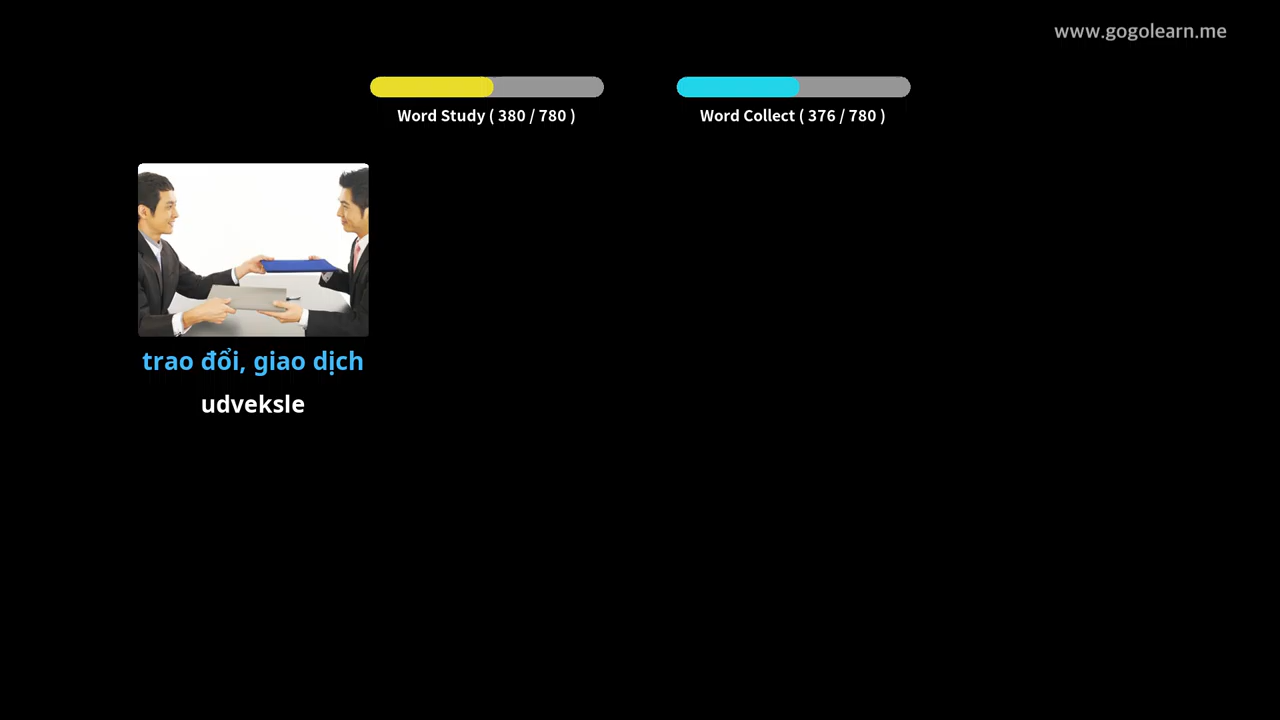 www.gogolearn.me
Word Study ( 380 / 780 )
Word Collect ( 376 / 780 )
trao đổi, giao dịch
udveksle